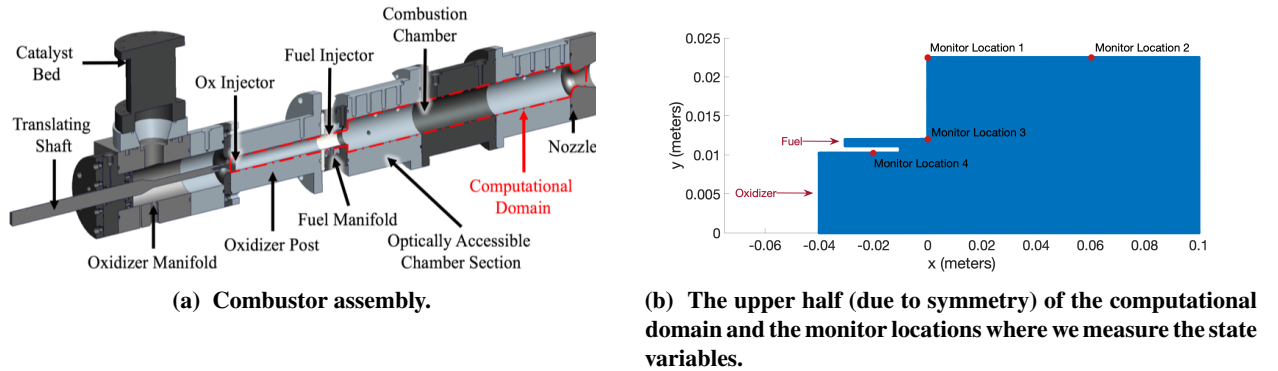 Catalyst
Bed
Translating
Shaft
Ox Injector
Fuel Injector
Combustion
Chamber
Nozzle
Computational
Domain
Fuel Manifold
Oxidizer Post
Optically Accessible
Chamber Section
Oxidizer Manifold
(a) Combustor assembly.
0.025
0.02
0.015
0.01
0.005
0
y (meters)
Monitor Location 1
Monitor Location 2
Monitor Location 3
Monitor Location 4
Fuel
Oxidizer
-0.06 -0.04 -0.02 0 0.02 0.04 0.06 0.08 0.1
x (meters)
(b) The upper half (due to symmetry) of the computational
domain and the monitor locations where we measure the state
variables.